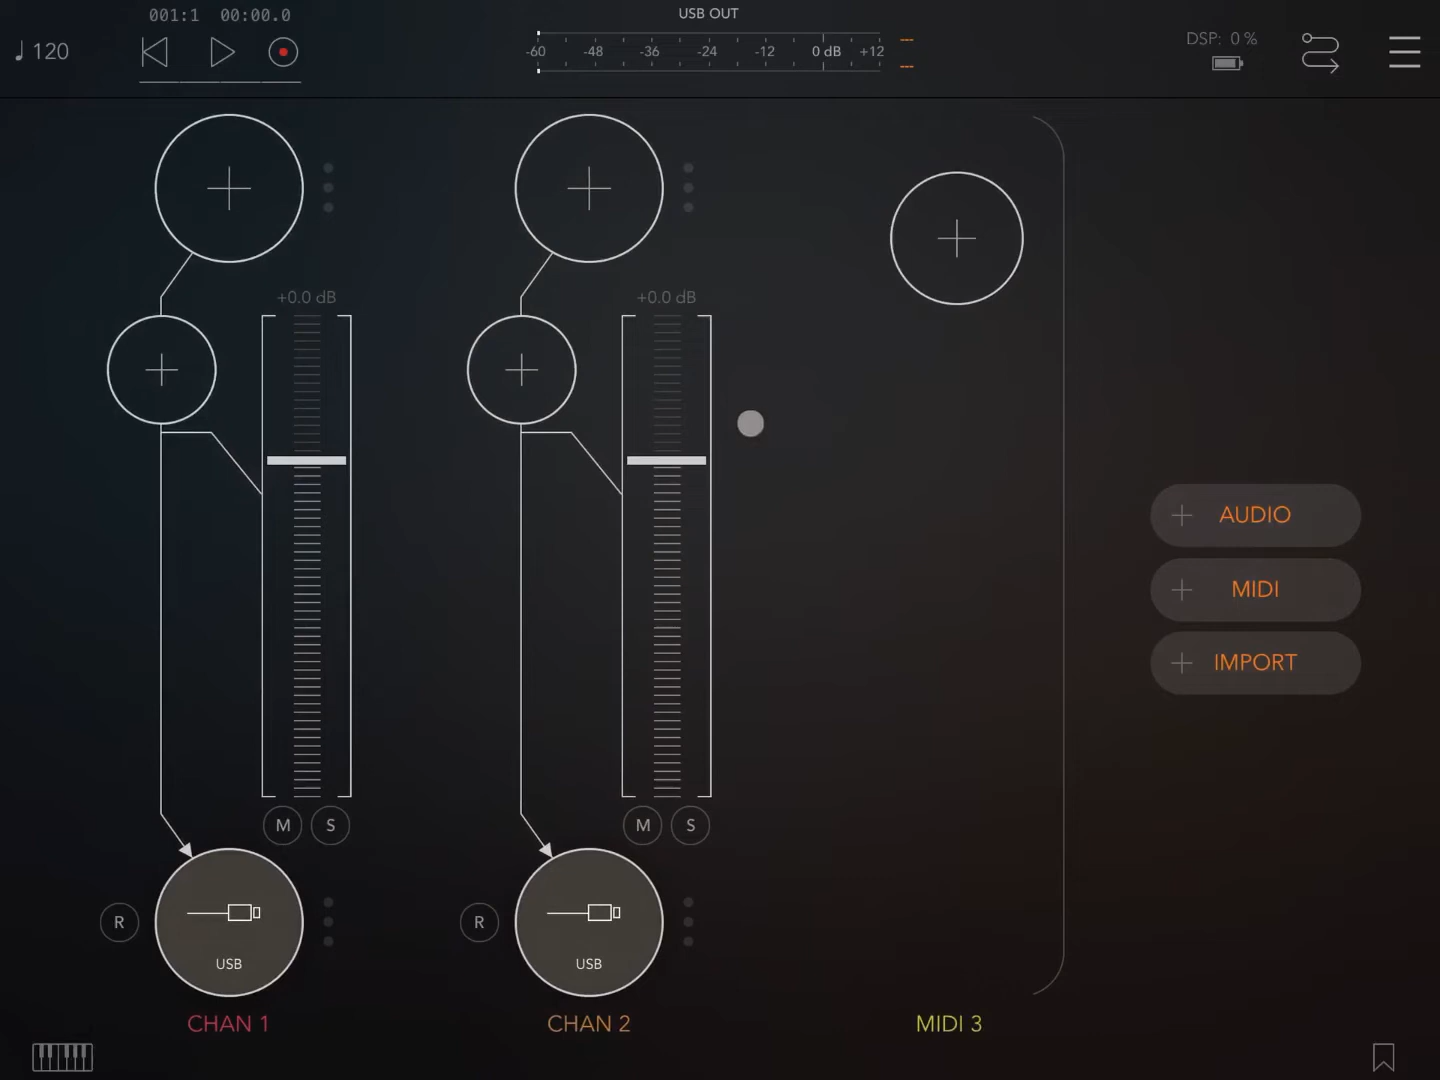 001:1 00:00.0
USB OUT
♩ 120
-60 -48 -36 -24 -12 0 dB +12
---
---
DSP: 0 %
+0.0 dB
+0.0 dB
AUDIO
MIDI
IMPORT
M S
M S
R
USB
R
USB
CHAN 1
CHAN 2
MIDI 3